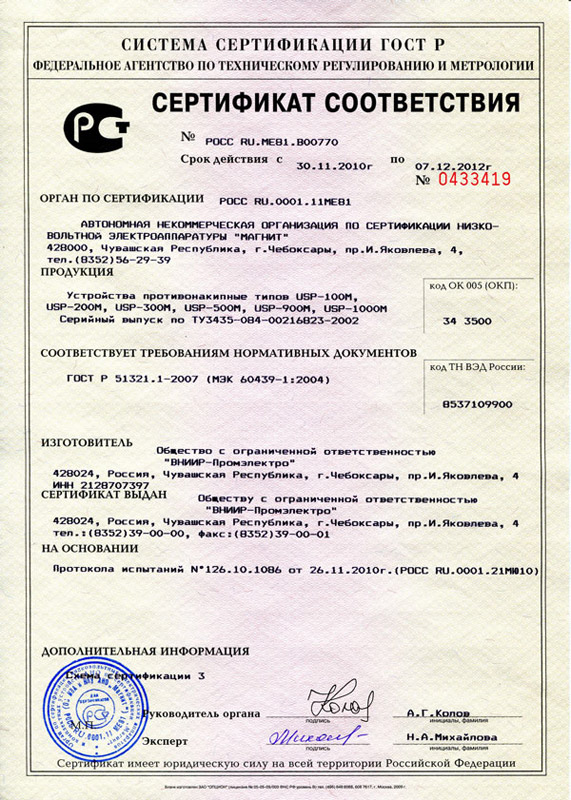 СИСТЕМА СЕРТИФИКАЦИИ ГОСТ Р
ФЕДЕРАЛЬНОЕ АГЕНТСТВО ПО ТЕХНИЧЕСКОМУ РЕГУЛИРОВАНИЮ И МЕТРОЛОГИИ
СЕРТИФИКАТ СООТВЕТСТВИЯ
№ РОСС RU.МЕ81.В00770
Срок действия с 30.11.2010г по 07.12.2012г
№ 0433419
ОРГАН ПО СЕРТИФИКАЦИИ РОСС RU.0001.11МЕ81
АВТОНОМНАЯ НЕКОММЕРЧЕСКАЯ ОРГАНИЗАЦИЯ ПО СЕРТИФИКАЦИИ НИЗКО-
ВОЛЬТНОЙ ЭЛЕКТРОАППАРАТУРЫ "МАГНИТ"
428000, Чувашская Республика, г.Чебоксары, пр.И.Яковлева, 4,
тел.(8352)56-29-39
ПРОДУКЦИЯ
Устройства противонакипные типов USP-100М,
USP-200М, USP-300М, USP-500М, USP-900М, USP-1000М
Серийный выпуск по ТУ3435-084-00216823-2002
код ОК 005 (ОКП):
34 3500
СООТВЕТСТВУЕТ ТРЕБОВАНИЯМ НОРМАТИВНЫХ ДОКУМЕНТОВ
ГОСТ Р 51321.1-2007 (МЭК 60439-1:2004)
код ТН ВЭД России:
8537109900
ИЗГОТОВИТЕЛЬ
Общество с ограниченной ответственностью
"ВНИИР-Промэлектро"
428024, Россия, Чувашская Республика, г.Чебоксары, пр.И.Яковлева, 4
ИНН 2128707397
СЕРТИФИКАТ ВЫДАН Обществу с ограниченной ответственностью
"ВНИИР-Промэлектро"
428024, Россия, Чувашская Республика, г.Чебоксары, пр.И.Яковлева, 4
тел.:(8352)39-00-00, факс:(8352)39-00-01
НА ОСНОВАНИИ
Протокола испытаний N°126.10.1086 от 26.11.2010г.(РОСС RU.0001.21МЮ10)
ДОПОЛНИТЕЛЬНАЯ ИНФОРМАЦИЯ
Схема сертификации 3
М.П.
Руководитель органа
подпись
А.Г.Колов
инициалы, фамилия
Эксперт
подпись
Н.А.Михайлова
инициалы, фамилия
Сертификат имеет юридическую силу на всей территории Российской Федерации